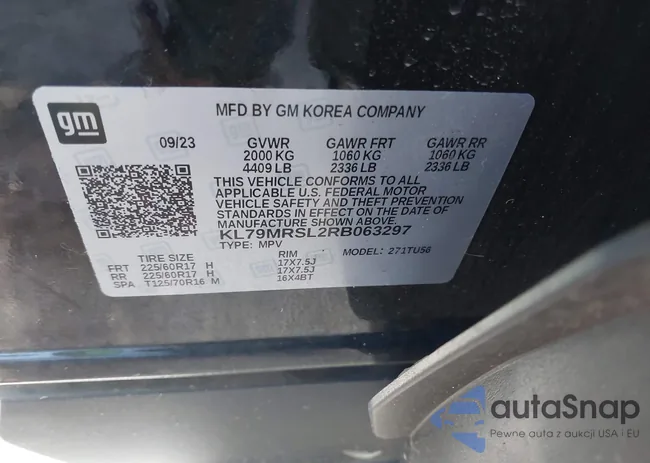 gm
MFD BY GM KOREA COMPANY
09/23 GVWR GAWR FRT GAWR RR
2000 KG 1060 KG 1060 KG
4409 LB 2336 LB 2336 LB
THIS VEHICLE CONFORMS TO ALL
APPLICABLE U.S. FEDERAL MOTOR
VEHICLE SAFETY AND THEFT PREVENTION
STANDARDS IN EFFECT ON THE DATE OF
MANUFACTURE SHOWN ABOVE.
KL79MRSL2RB063297
TYPE: MPV MODEL: 271TU56
TIRE SIZE RIM
FRT 225/60R17 H 17X7.5J
RR 225/60R17 H 17X7.5J
SPA T125/70R16 M 16X4BT
autaSnap
Pewne auta z aukcji USA i EU